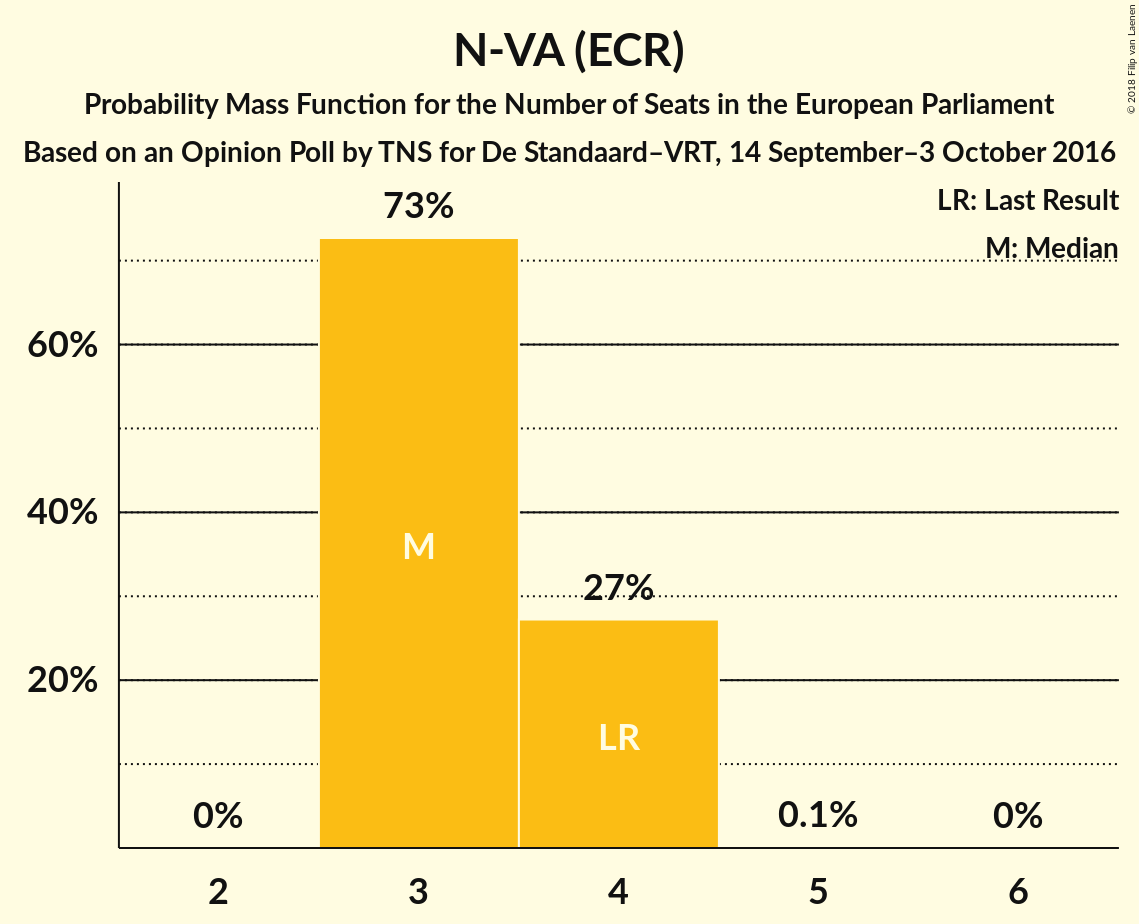 N-VA (ECR)
Probability Mass Function for the Number of Seats in the European Parliament
Based on an Opinion Poll by TNS for De Standaard–VRT, 14 September–3 October 2016
© 2018 Filip van Laenen
LR: Last Result
M: Median
73%
60%
40%
M
27%
20%
LR
0%
0.1%
0%
2
3
4
5
6